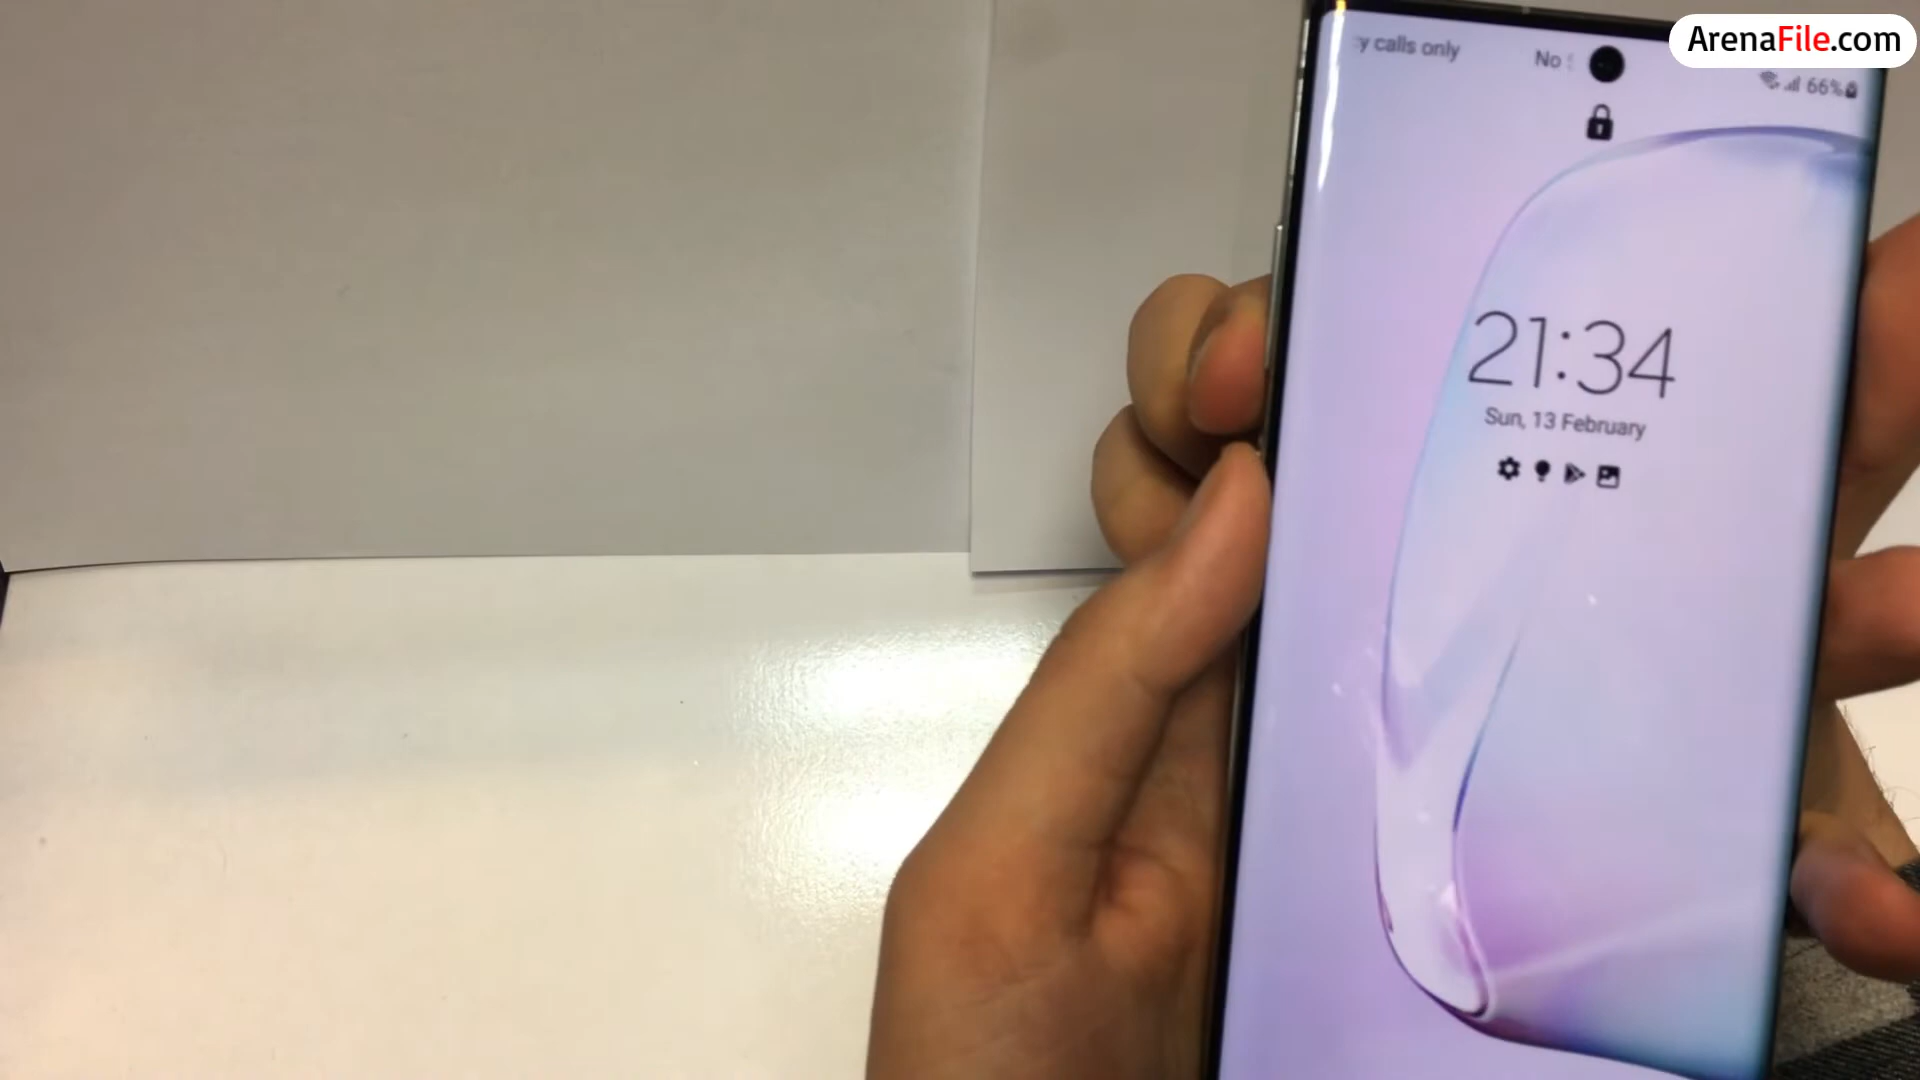 ArenaFile.com
y calls only
No
66%
21:34
Sun, 13 February